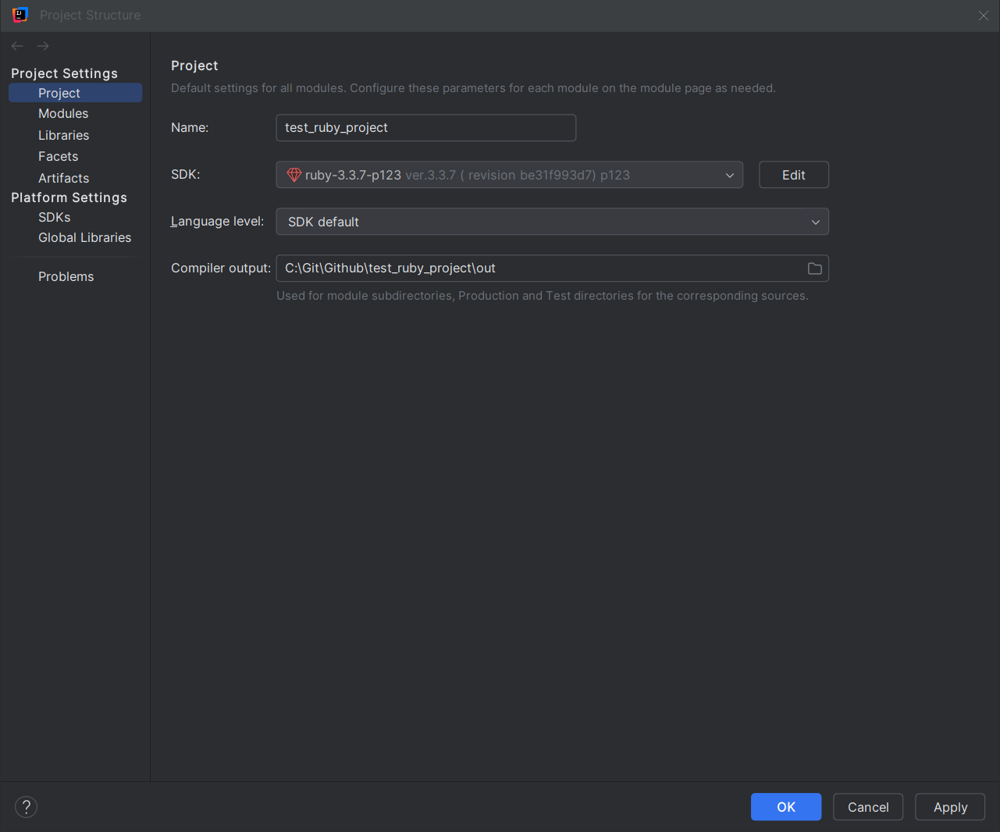 Project Structure
Project Settings
Project
Modules
Libraries
Facets
Artifacts
Platform Settings
SDKs
Global Libraries
Problems
Project
Default settings for all modules. Configure these parameters for each module on the module page as needed.
Name: test_ruby_project
SDK: ruby-3.3.7-p123 ver.3.3.7 ( revision be31f993d7) p123 Edit
Language level: SDK default
Compiler output: C:\Git\Github\test_ruby_project\out
Used for module subdirectories, Production and Test directories for the corresponding sources.
? OK Cancel Apply